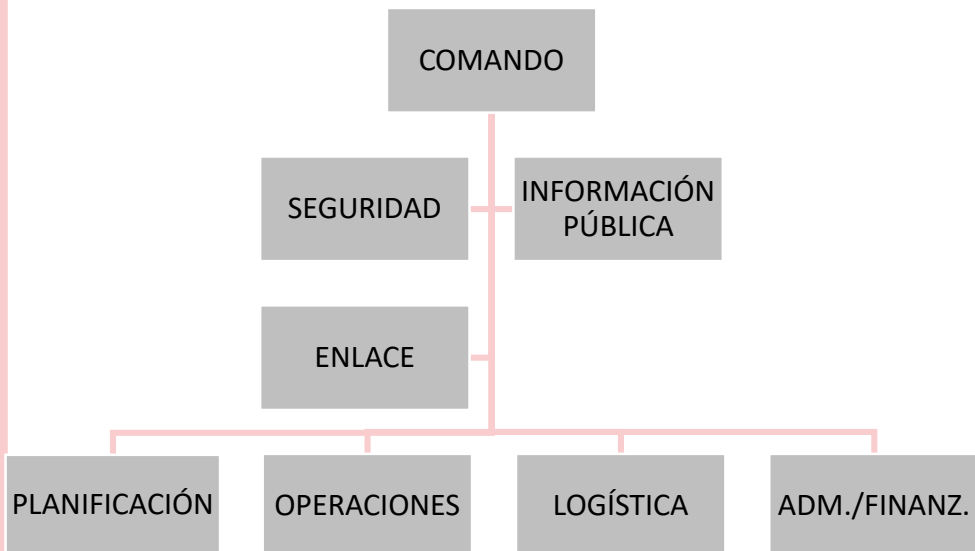 COMANDO
SEGURIDAD
INFORMACIÓN
PÚBLICA
ENLACE
PLANIFICACIÓN
OPERACIONES
LOGÍSTICA
ADM./FINANZ.